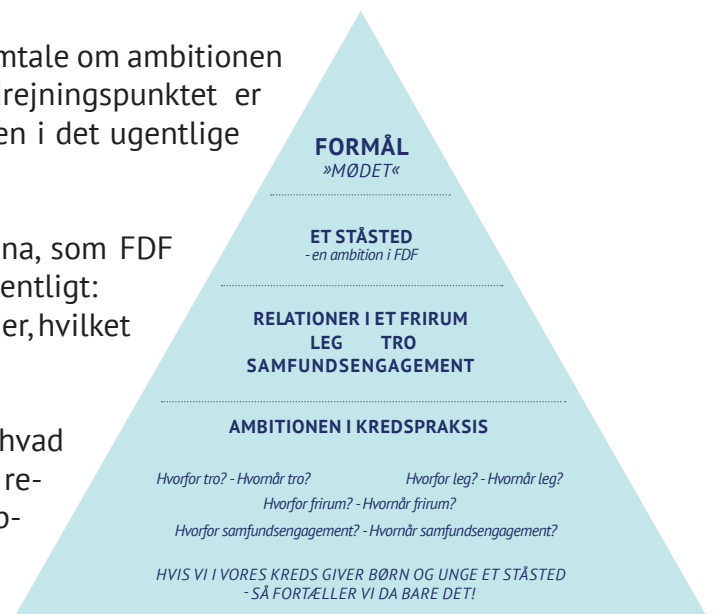 mtale om ambitionen
drejningspunktet er
en i det ugentlige
na, som FDF
entligt:
er, hvilket
hvad
re-
p-
FORMÅL
»MØDET«
ET STÅSTED
- en ambition i FDF
RELATIONER I ET FRIRUM
LEG TRO
SAMFUNDSENGAGEMENT
AMBITIONEN I KREDSPRAKSIS
Hvorfor tro? - Hvornår tro? Hvorfor leg? - Hvornår leg?
Hvorfor frirum? - Hvornår frirum?
Hvorfor samfundsengagement? - Hvornår samfundsengagement?
HVIS VI I VORES KREDS GIVER BØRN OG UNGE ET STÅSTED
- SÅ FORTÆLLER VI DA BARE DET!